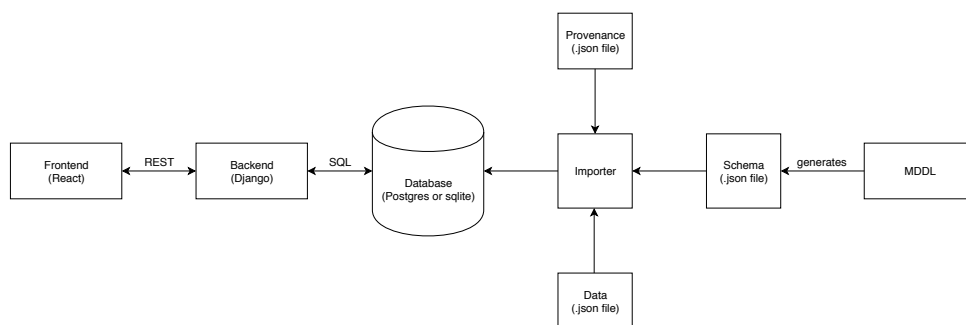 Provenance
(.json file)
Frontend
(React)
REST
Backend
(Django)
SQL
Database
(Postgres or sqlite)
Importer
Schema
(.json file)
generates
MDDL
Data
(.json file)